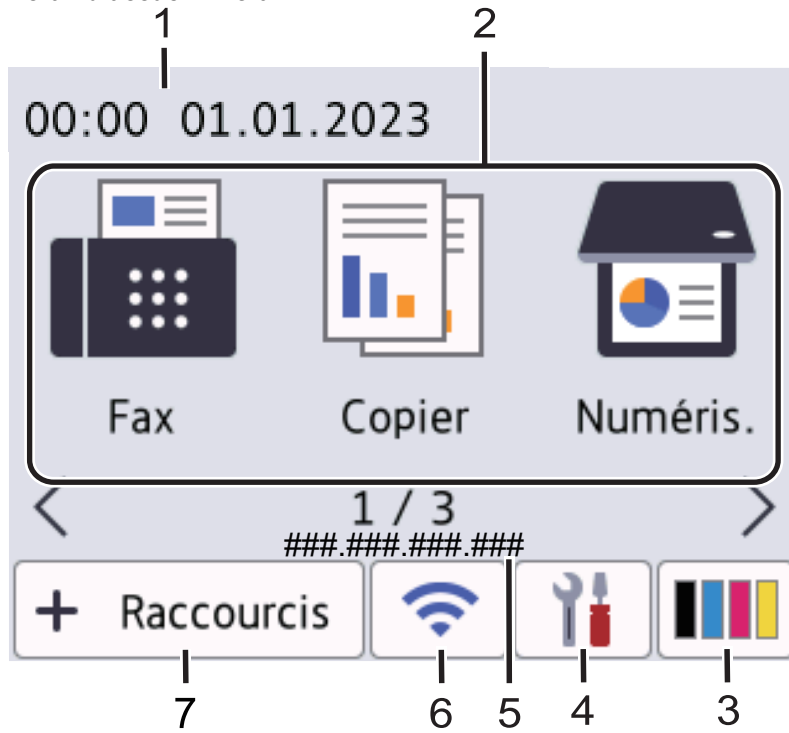 1 2
00:00 01.01.2023
Fax Copier Numéris.
1 / 3
###.###.###.###
+ Raccourcis
7 6 5 4 3